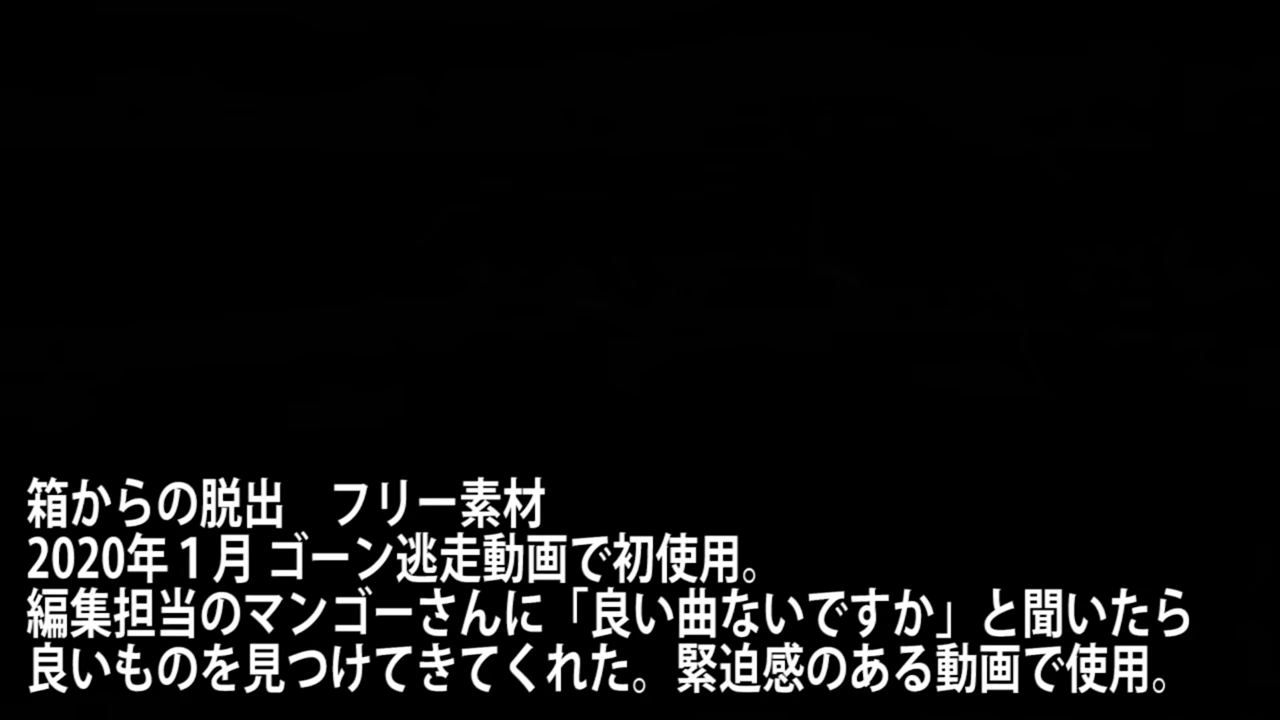 箱からの脱出　フリー素材
2020年１月 ゴーン逃走動画で初使用。
編集担当のマンゴーさんに「良い曲ないですか」と聞いたら
良いものを見つけてきてくれた。緊迫感のある動画で使用。